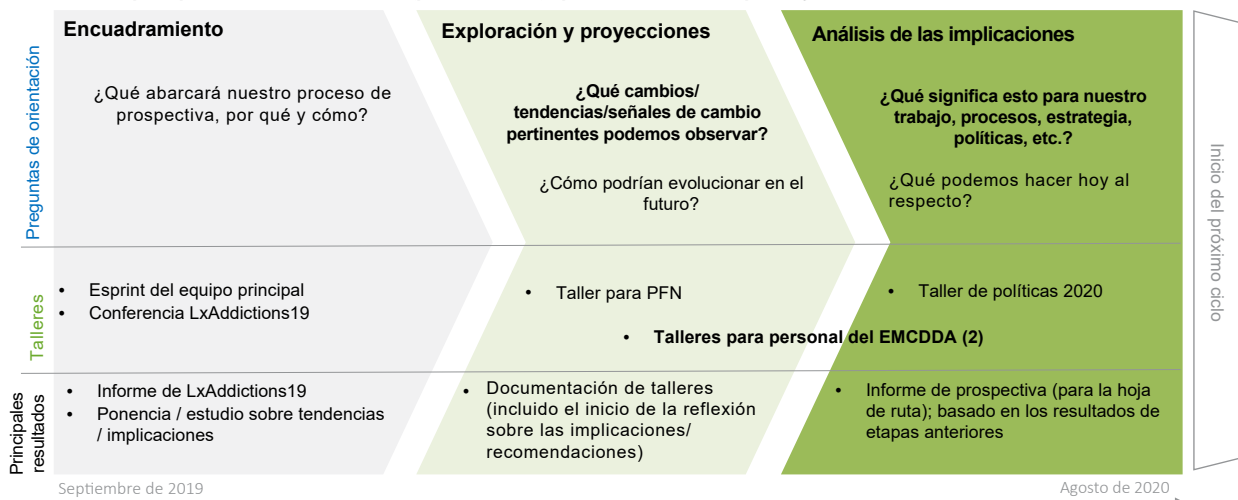 Encuadramiento
Exploración y proyecciones
Análisis de las implicaciones
Preguntas de orientación
¿Qué abarcará nuestro proceso de
prospectiva, por qué y cómo?
¿Qué cambios/
tendencias/señales de cambio
pertinentes podemos observar?
¿Cómo podrían evolucionar en el
futuro?
¿Qué significa esto para nuestro
trabajo, procesos, estrategia,
políticas, etc.?
¿Qué podemos hacer hoy al
respecto?
Inicio del próximo ciclo
Talleres
• Esprint del equipo principal
• Conferencia LxAddictions19
• Taller para PFN
• Taller de políticas 2020
• Talleres para personal del EMCDDA (2)
Principales
resultados
• Informe de LxAddictions19
• Ponencia / estudio sobre tendencias
/ implicaciones
• Documentación de talleres
(incluido el inicio de la reflexión
sobre las implicaciones/
recomendaciones)
• Informe de prospectiva (para la hoja
de ruta); basado en los resultados de
etapas anteriores
Septiembre de 2019
Agosto de 2020